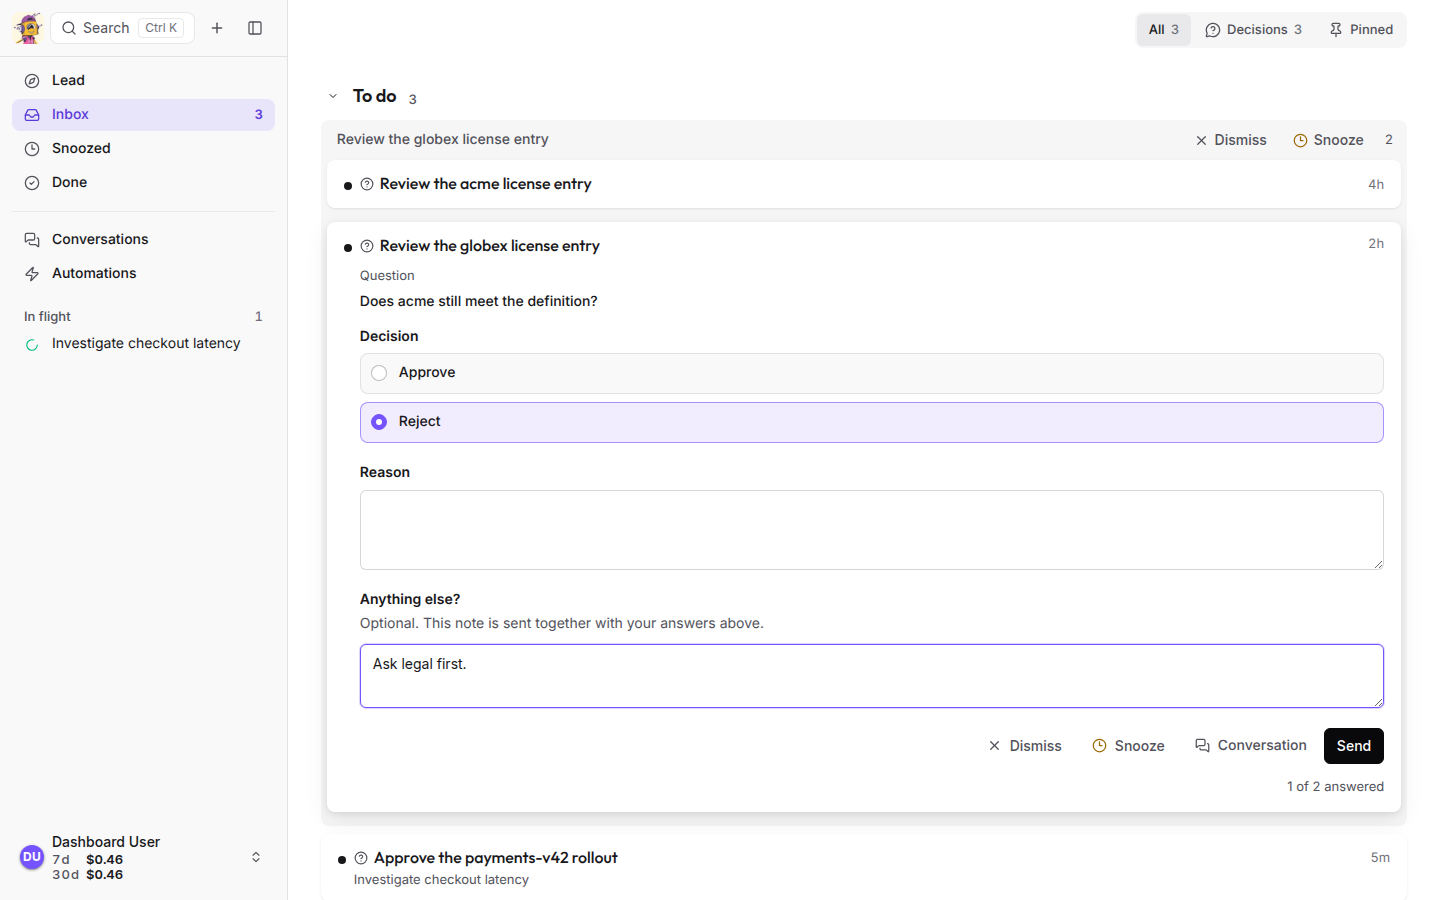 Search Ctrl K
Lead
Inbox 3
Snoozed
Done
Conversations
Automations
In flight 1
Investigate checkout latency
DU Dashboard User
7d $0.46
30d $0.46
All 3 Decisions 3 Pinned
To do 3
Review the globex license entry Dismiss Snooze 2
Review the acme license entry 4h
Review the globex license entry 2h
Question
Does acme still meet the definition?
Decision
Approve
Reject
Reason
Anything else?
Optional. This note is sent together with your answers above.
Ask legal first.
Dismiss Snooze Conversation Send
1 of 2 answered
Approve the payments-v42 rollout 5m
Investigate checkout latency